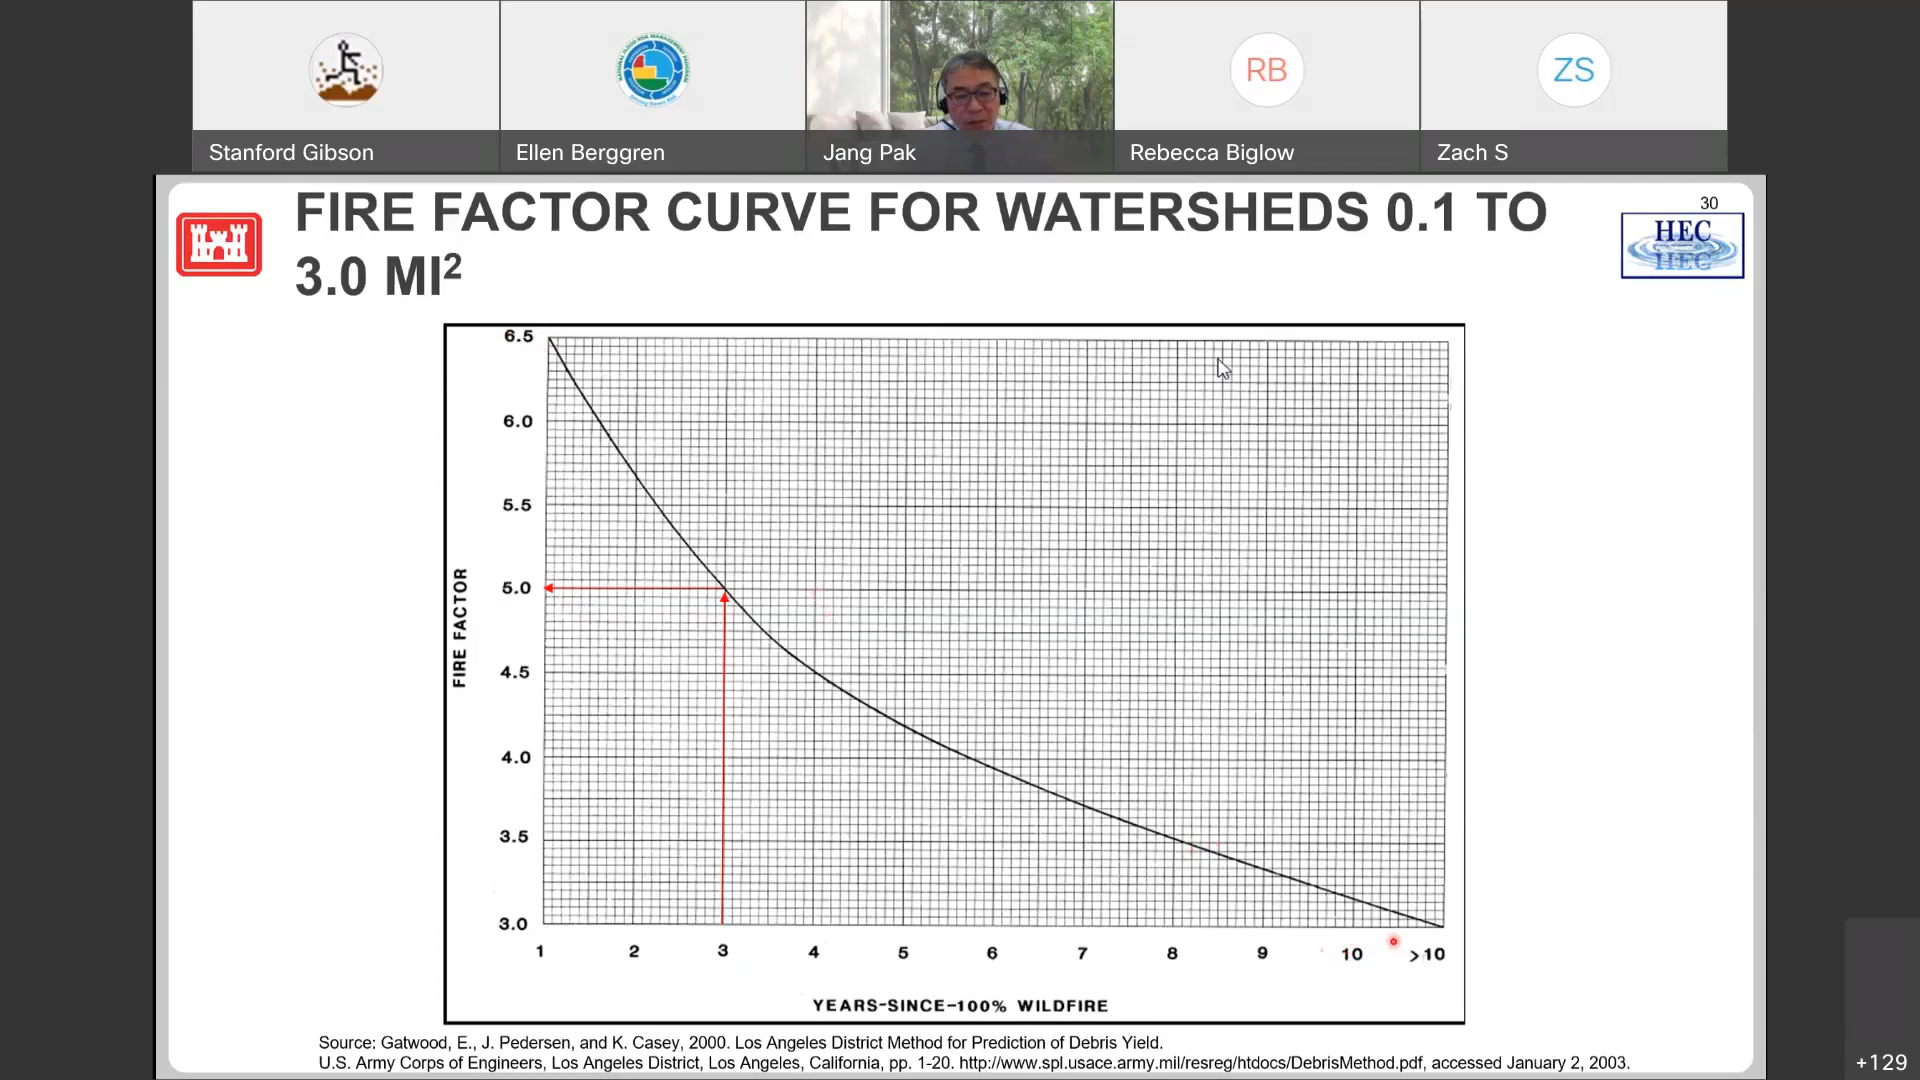 RB
ZS
Stanford Gibson
Ellen Berggren
Jang Pak
Rebecca Biglow
Zach S
FIRE FACTOR CURVE FOR WATERSHEDS 0.1 TO
3.0 MI²
30
HEC
6.5
6.0
5.5
5.0
4.5
4.0
3.5
3.0
FIRE FACTOR
1 2 3 4 5 6 7 8 9 10 >10
YEARS-SINCE-100% WILDFIRE
Source: Gatwood, E., J. Pedersen, and K. Casey, 2000. Los Angeles District Method for Prediction of Debris Yield.
U.S. Army Corps of Engineers, Los Angeles District, Los Angeles, California, pp. 1-20. http://www.spl.usace.army.mil/resreg/htdocs/DebrisMethod.pdf, accessed January 2, 2003.
+129